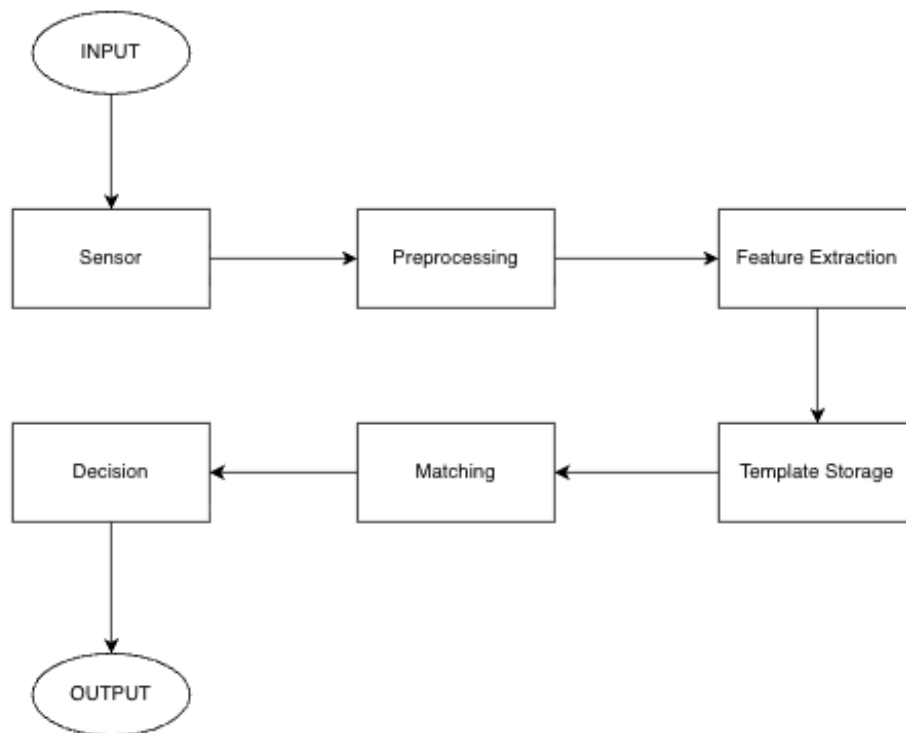 INPUT
Sensor
Preprocessing
Feature Extraction
Decision
Matching
Template Storage
OUTPUT